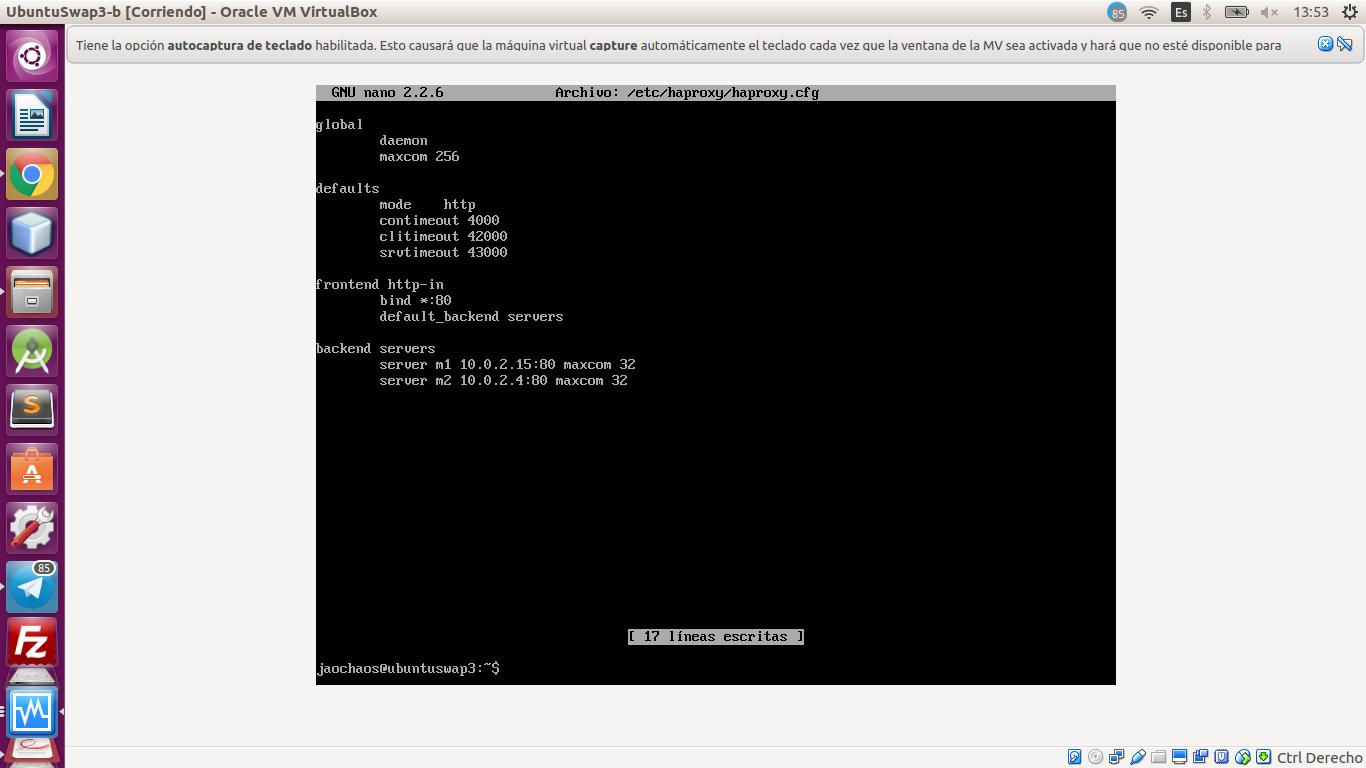 UbuntuSwap3-b [Corriendo] - Oracle VM VirtualBox
85 Es 13:53
Tiene la opción autocaptura de teclado habilitada. Esto causará que la máquina virtual capture automáticamente el teclado cada vez que la ventana de la MV sea activada y hará que no esté disponible para
GNU nano 2.2.6 Archivo: /etc/haproxy/haproxy.cfg
global
daemon
maxcom 256
defaults
mode http
contimeout 4000
clitimeout 42000
srvtimeout 43000
frontend http-in
bind *:80
default_backend servers
backend servers
server m1 10.0.2.15:80 maxcom 32
server m2 10.0.2.4:80 maxcom 32
[ 17 líneas escritas ]
jaochaos@ubuntuswap3:~$
S
A
85
Fz
Ctrl Derecho